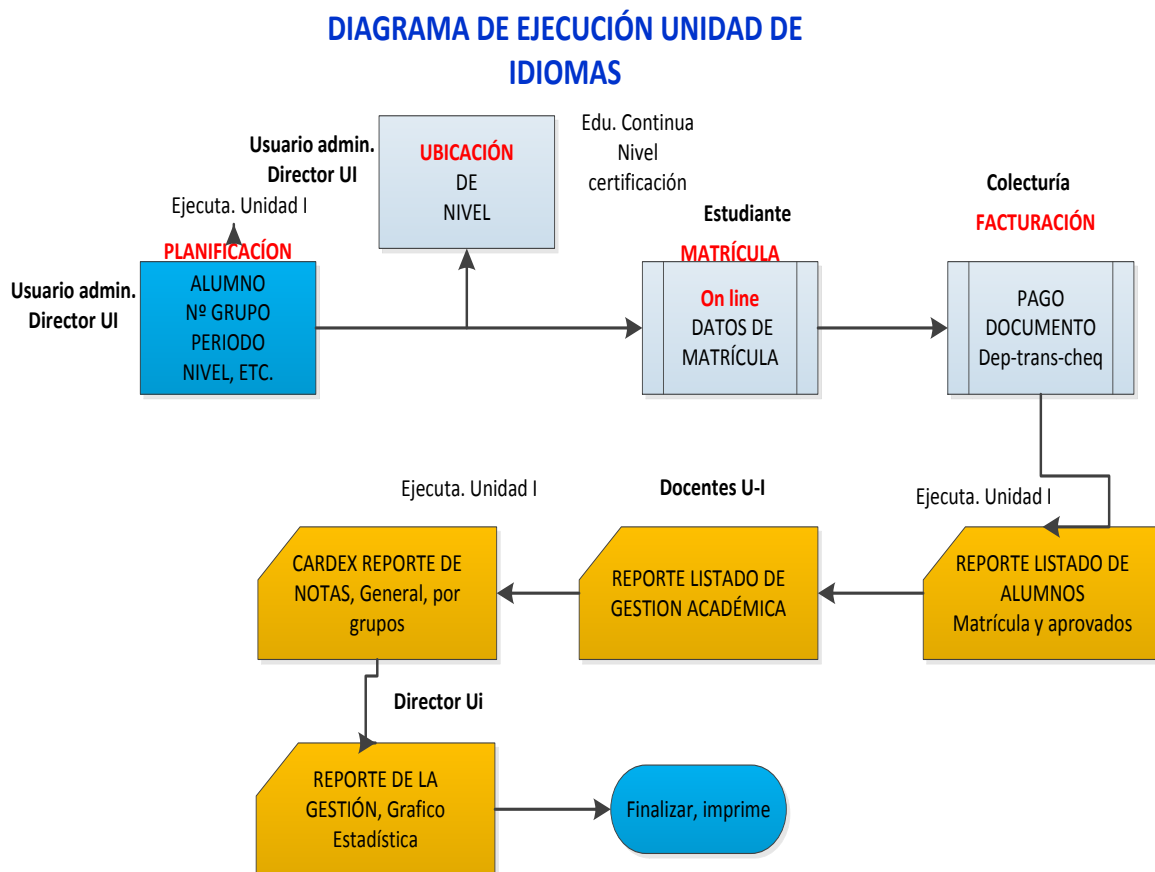 DIAGRAMA DE EJECUCIÓN UNIDAD DE
IDIOMAS
Usuario admin.
Director UI
UBICACIÓN
DE
NIVEL
Edu. Continua
Nivel
certificación
Ejecuta. Unidad I
PLANIFICACÍON
Usuario admin.
Director UI
ALUMNO
Nº GRUPO
PERIODO
NIVEL, ETC.
Estudiante
MATRÍCULA
On line
DATOS DE
MATRÍCULA
Colecturía
FACTURACIÓN
PAGO
DOCUMENTO
Dep-trans-cheq
Ejecuta. Unidad I
REPORTE LISTADO DE
ALUMNOS
Matrícula y aprovados
Docentes U-I
REPORTE LISTADO DE
GESTION ACADÉMICA
Ejecuta. Unidad I
CARDEX REPORTE DE
NOTAS, General, por
grupos
Director Ui
REPORTE DE LA
GESTIÓN, Grafico
Estadística
Finalizar, imprime